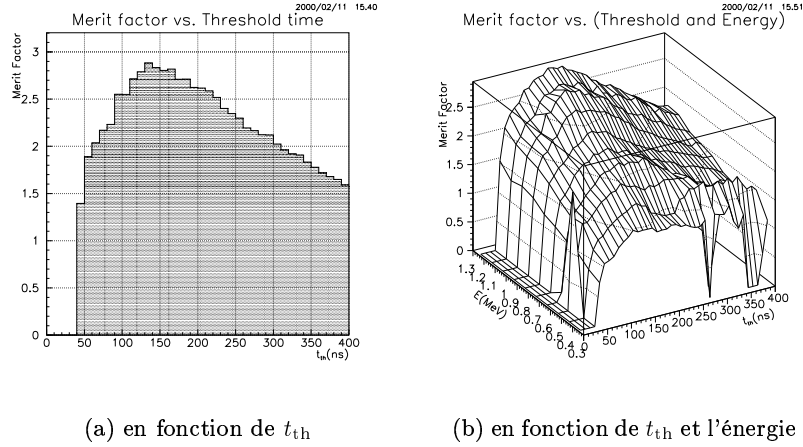 2000/02/11 15.40
Merit factor vs. Threshold time
Merit Factor
3
2.5
2
1.5
1
0.5
0
0 50 100 150 200 250 300 350 400
t_th(ns)
(a) en fonction de t_th
2000/02/11 15.51
Merit factor vs. (Threshold and Energy)
Merit Factor
2.5
2
1.5
1
0.5
0
1.3 1.2 1.1 1 0.9 0.8 0.7 0.6 0.5 0.4 0.3
E(MeV)
0 50 100 150 200 250 300 350 400
t_th(ns)
(b) en fonction de t_th et l'énergie